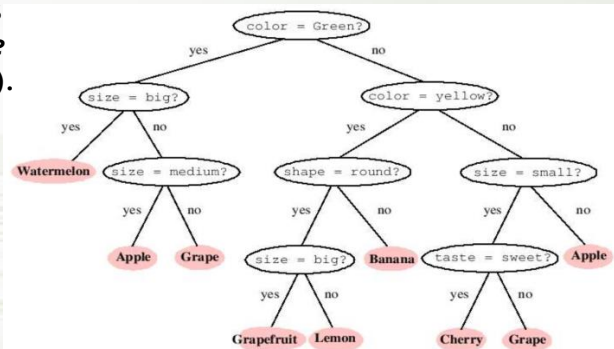 color = Green?
yes
no
size = big?
color = yellow?
yes
no
yes
no
Watermelon
size = medium?
shape = round?
size = small?
yes
no
yes
no
yes
no
Apple
Grape
size = big?
Banana
taste = sweet?
Apple
yes
no
yes
no
Grapefruit
Lemon
Cherry
Grape
).